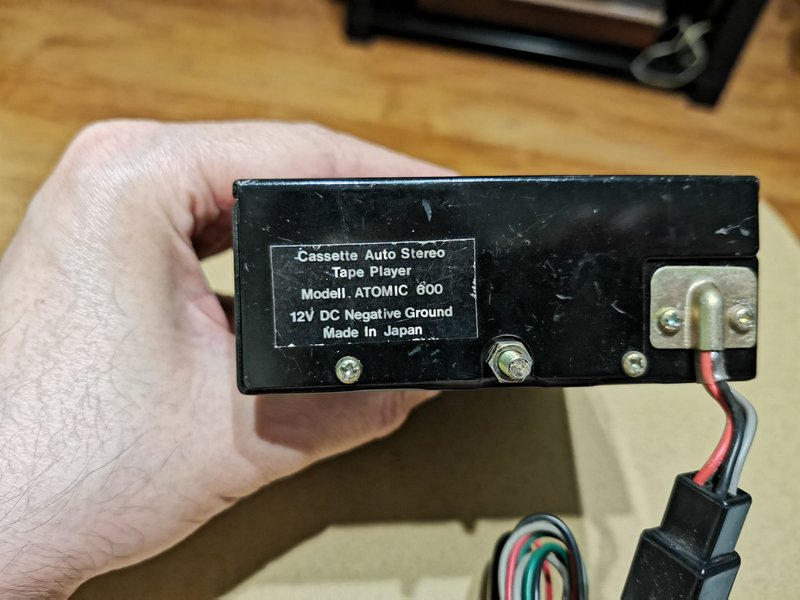 Cassette Auto Stereo
Tape Player
Modell ATOMIC 600
12V DC Negative Ground
Made In Japan